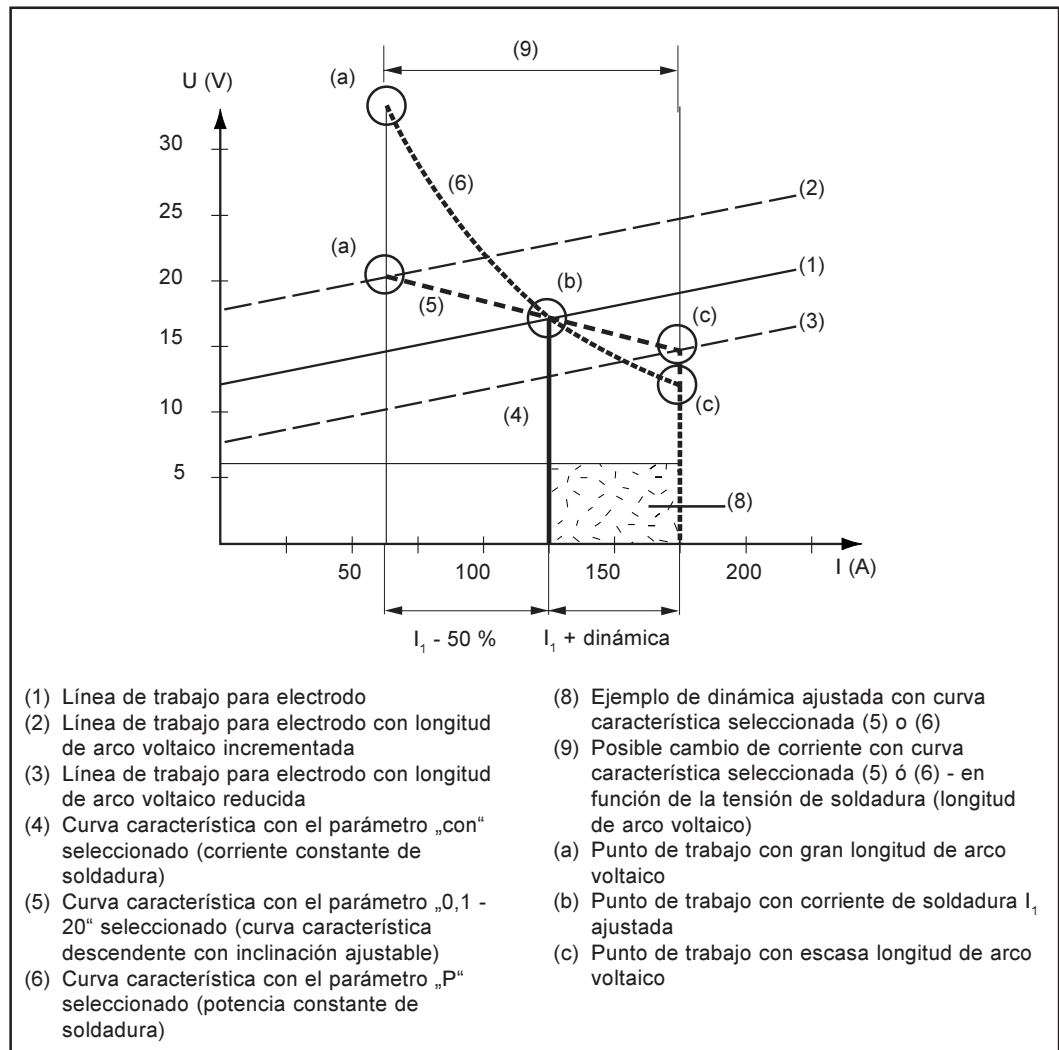 (9)
(a)
U (V)
30
(6)
(2)
25
(a)
20
(b)
(1)
(5)
(c)
(3)
15
10
(4)
(c)
5
(8)
50
100
150
200
I (A)
I₁ - 50 %
I₁ + dinámica
(1) Línea de trabajo para electrodo
(2) Línea de trabajo para electrodo con longitud
de arco voltaico incrementada
(3) Línea de trabajo para electrodo con longitud
de arco voltaico reducida
(4) Curva característica con el parámetro „con“
seleccionado (corriente constante de
soldadura)
(5) Curva característica con el parámetro „0,1 -
20“ seleccionado (curva característica
descendente con inclinación ajustable)
(6) Curva característica con el parámetro „P“
seleccionado (potencia constante de
soldadura)
(8) Ejemplo de dinámica ajustada con curva
característica seleccionada (5) o (6)
(9) Posible cambio de corriente con curva
característica seleccionada (5) ó (6) - en
función de la tensión de soldadura (longitud
de arco voltaico)
(a) Punto de trabajo con gran longitud de arco
voltaico
(b) Punto de trabajo con corriente de soldadura I₁
ajustada
(c) Punto de trabajo con escasa longitud de arco
voltaico